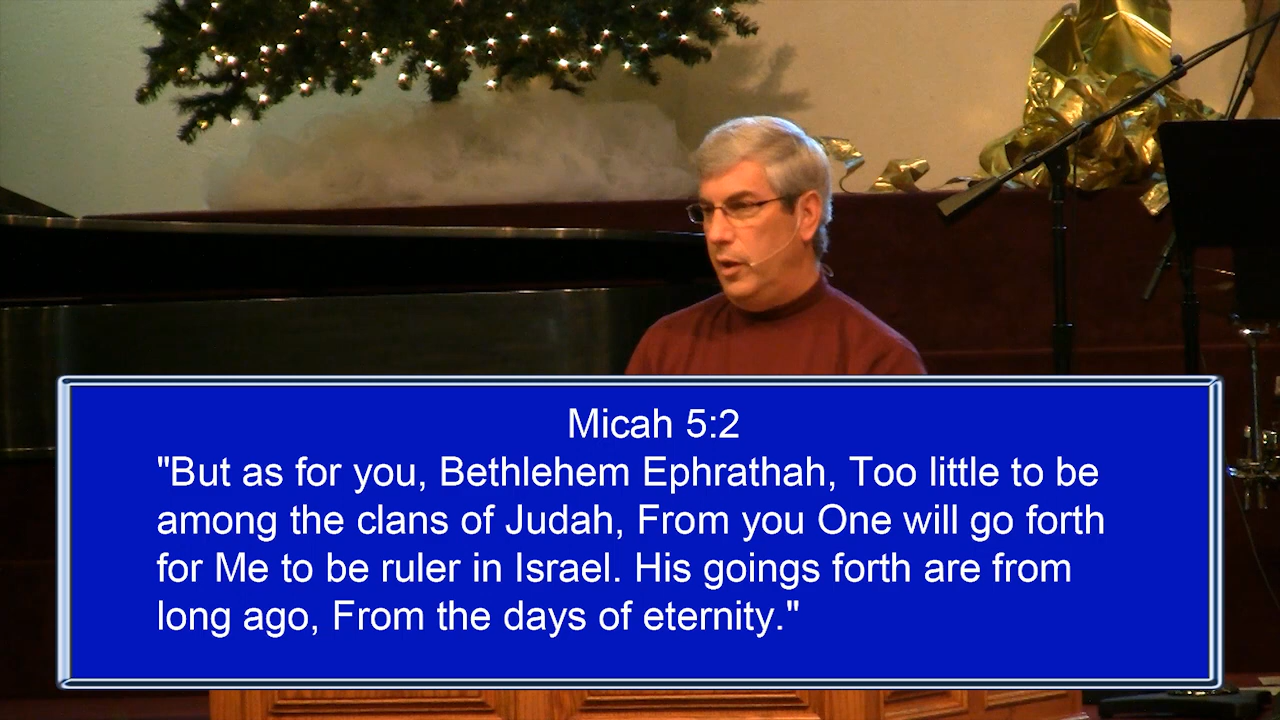 Micah 5:2
"But as for you, Bethlehem Ephrathah, Too little to be
among the clans of Judah, From you One will go forth
for Me to be ruler in Israel. His goings forth are from
long ago, From the days of eternity."